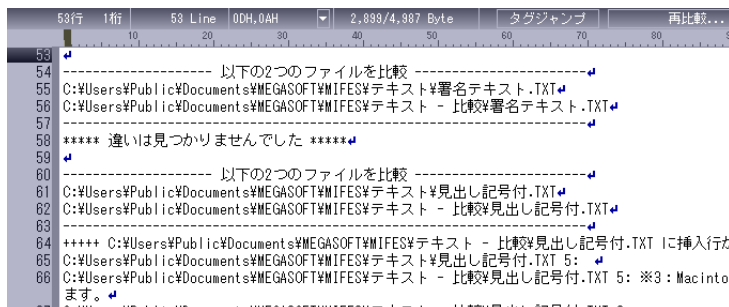 53行 1桁 53 Line 0DH,0AH 2,899/4,987 Byte タグジャンプ 再比較...
10 20 30 40 50 60 70 80
53
54 -------------------- 以下の2つのファイルを比較 -----------------------
55 C:¥Users¥Public¥Documents¥MEGASOFT¥MIFES¥テキスト¥署名テキスト.TXT
56 C:¥Users¥Public¥Documents¥MEGASOFT¥MIFES¥テキスト - 比較¥署名テキスト.TXT
57 ----------------------------------------------------------------------
58 ***** 違いは見つかりませんでした *****
59
60 -------------------- 以下の2つのファイルを比較 -----------------------
61 C:¥Users¥Public¥Documents¥MEGASOFT¥MIFES¥テキスト¥見出し記号付.TXT
62 C:¥Users¥Public¥Documents¥MEGASOFT¥MIFES¥テキスト - 比較¥見出し記号付.TXT
63 ----------------------------------------------------------------------
64 +++++ C:¥Users¥Public¥Documents¥MEGASOFT¥MIFES¥テキスト - 比較¥見出し記号付.TXT に挿入行が
65 C:¥Users¥Public¥Documents¥MEGASOFT¥MIFES¥テキスト¥見出し記号付.TXT 5:
66 C:¥Users¥Public¥Documents¥MEGASOFT¥MIFES¥テキスト - 比較¥見出し記号付.TXT 5: ※3:Macinto
ます。